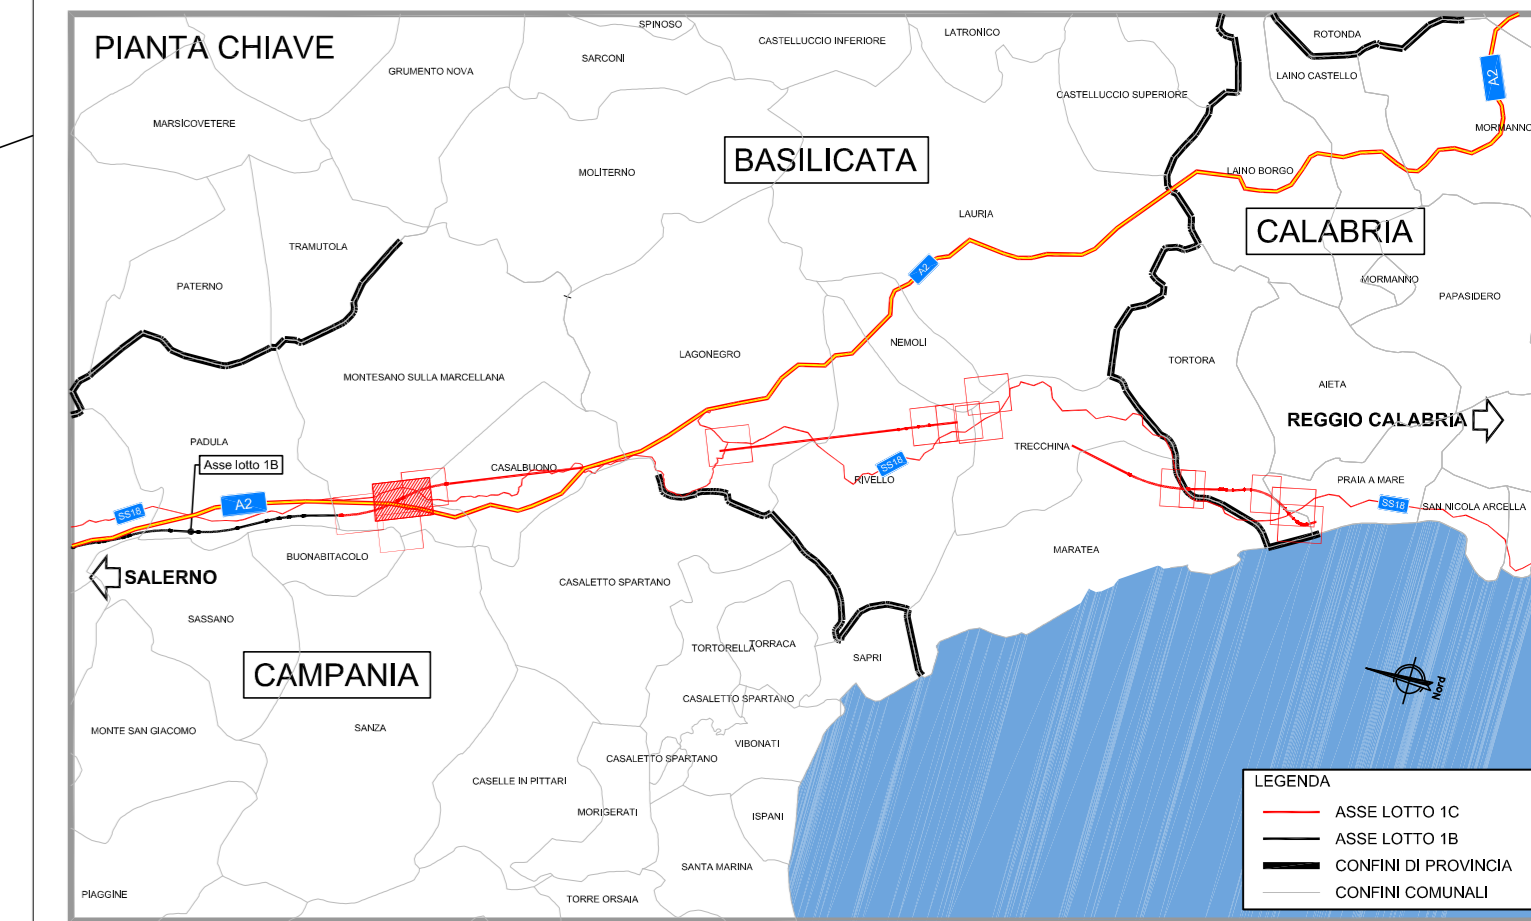 PIANTA CHIAVE
SPINOSO
SARCONI
GRUMENTO NOVA
CASTELLUCCIO INFERIORE
LATRONICO
ROTONDA
LAINO CASTELLO
A2
CASTELLUCCIO SUPERIORE
MARSICOVETERE
MORMANNO
BASILICATA
MOLITERNO
LAINO BORGO
LAURIA
CALABRIA
TRAMUTOLA
A2
PATERNO
MORMANNO
PAPASIDERO
NEMOLI
LAGONEGRO
TORTORA
MONTESANO SULLA MARCELLANA
AIETA
REGGIO CALABRIA
PADULA
TRECCHINA
Asse lotto 1B
CASALBUONO
SS18
RIVELLO
PRAIA A MARE
SS18
SAN NICOLA ARCELLA
A2
SS18
BUONABITACOLO
MARATEA
SALERNO
CASALETTO SPARTANO
SASSANO
TORTORELLA
TORRACA
SAPRI
CAMPANIA
Nord
CASALETTO SPARTANO
MONTE SAN GIACOMO
SANZA
VIBONATI
CASALETTO SPARTANO
CASELLE IN PITTARI
MORIGERATI
ISPANI
SANTA MARINA
PIAGGINE
TORRE ORSAIA
LEGENDA
ASSE LOTTO 1C
ASSE LOTTO 1B
CONFINI DI PROVINCIA
CONFINI COMUNALI